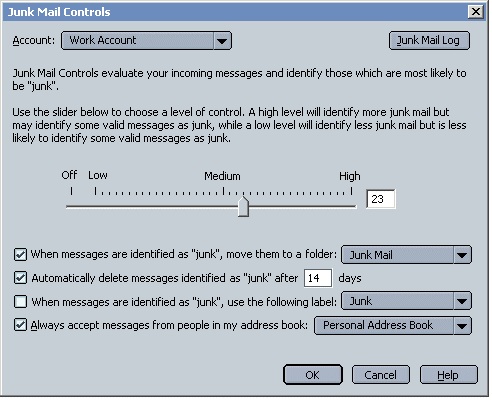 Junk Mail Controls
Account: Work Account Junk Mail Log
Junk Mail Controls evaluate your incoming messages and identify those which are most likely to
be "junk".
Use the slider below to choose a level of control. A high level will identify more junk mail but
may identify some valid messages as junk, while a low level will identify less junk mail but is less
likely to identify some valid messages as junk.
Off Low Medium High
23
When messages are identified as "junk", move them to a folder: Junk Mail
Automatically delete messages identified as "junk" after 14 days
When messages are identified as "junk", use the following label: Junk
Always accept messages from people in my address book: Personal Address Book
OK Cancel Help